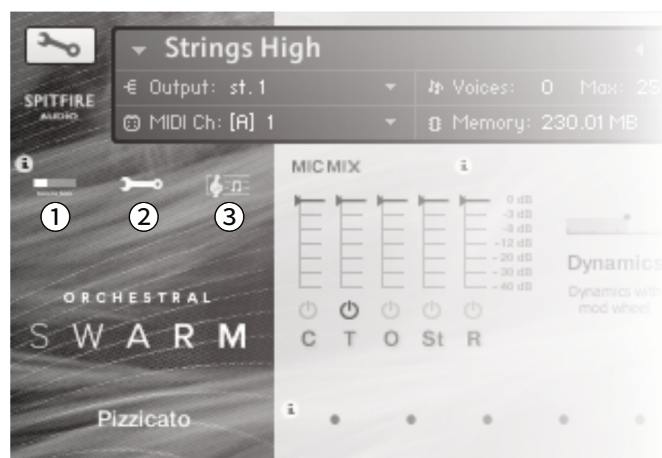 Strings High
Output: st.1
Voices: 0 Max: 25
MIDI Ch: [A] 1
Memory: 230.01 MB
SPITFIRE
AUDIO
i
1
2
3
MIC MIX
i
0 dB
-3 dB
-12 dB
-20 dB
-30 dB
-40 dB
C
T
O
St
R
Dynamics
Dynamics with
mod wheel
ORCHESTRAL
SWARM
Pizzicato
i